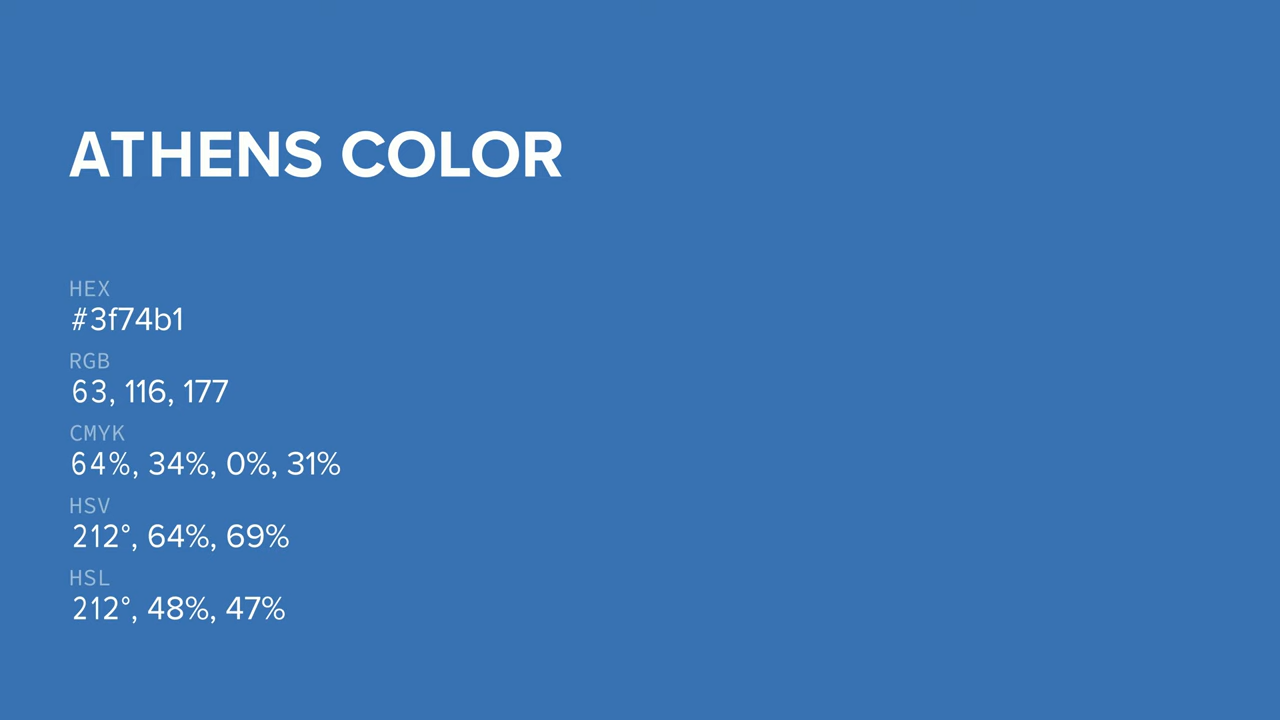 ATHENS COLOR
HEX
#3f74b1
RGB
63, 116, 177
CMYK
64%, 34%, 0%, 31%
HSV
212°, 64%, 69%
HSL
212°, 48%, 47%